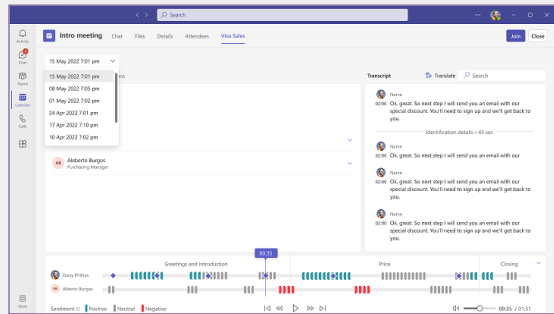 Search
Activity
Chat
Teams
Calendar
Calls
Store
Intro meeting
Chat
Files
Details
Attendees
Viva Sales
Join
Close
15 May 2022 7:01 pm
15 May 2022 7:01 pm
08 May 2022 7:05 pm
01 May 2022 7:02 pm
24 Apr 2022 7:01 pm
17 Apr 2022 7:10 pm
10 Apr 2022 7:02 pm
AB
Aleberto Burgos
Purchasing Manager
Transcript
Translate
Search
Name
02:00 Ok, great. So next step I will send you an email with our
special discount. You'll need to sign up and we'll get back to
you.
Identification details • 45 sec
Name
02:00 Ok, great. So next step I will send you an email with our
Name
02:00 Ok, great. So next step I will send you an email with our
special discount. You'll need to sign up and we'll get back to
you.
Name
02:00 Ok, great. So next step I will send you an email with our
special discount. You'll need to sign up and we'll get back to
you.
00:35
Greetings and Introduction
Price
Closing
Daisy Phillips
AB
Alberto Burgos
Sentiment
Positive
Neutral
Negative
00:35 / 01:31